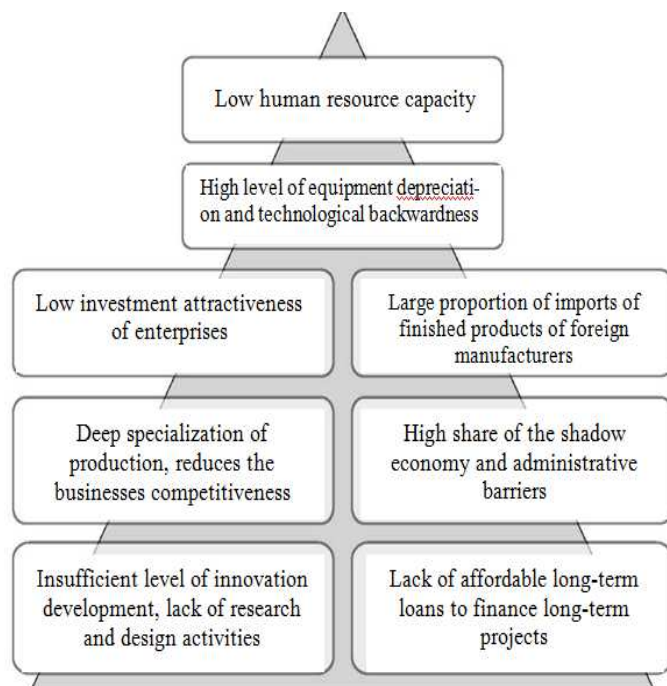 Low human resource capacity
High level of equipment depreciati-
on and technological backwardness
Low investment attractiveness
of enterprises
Large proportion of imports of
finished products of foreign
manufacturers
Deep specialization of
production, reduces the
businesses competitiveness
High share of the shadow
economy and administrative
barriers
Insufficient level of innovation
development, lack of research
and design activities
Lack of affordable long-term
loans to finance long-term
projects